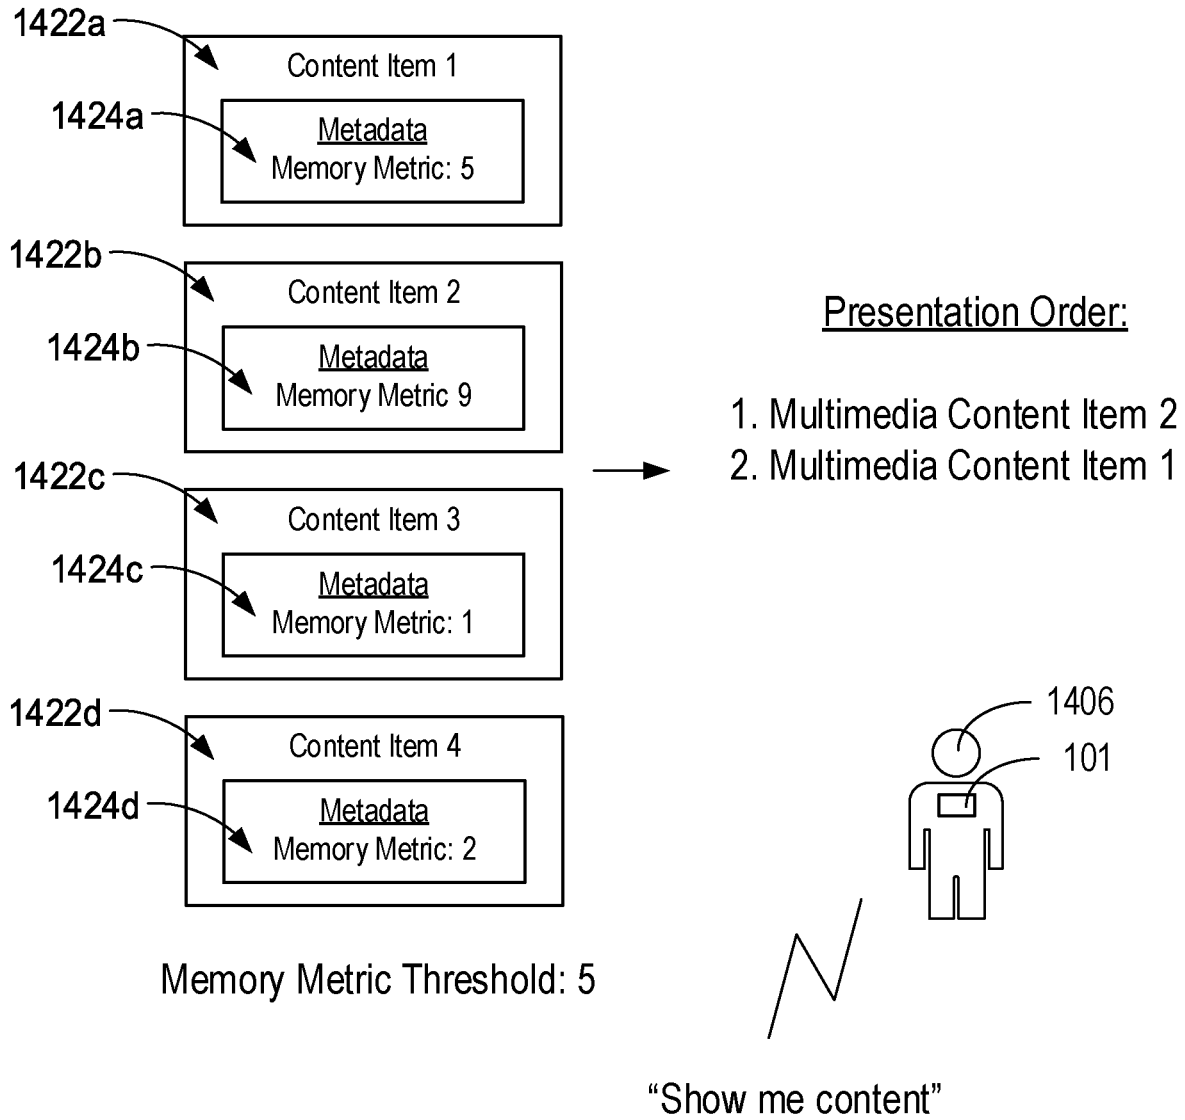 1422a
Content Item 1
1424a
Metadata
Memory Metric: 5
1422b
Content Item 2
1424b
Metadata
Memory Metric 9
1422c
Content Item 3
1424c
Metadata
Memory Metric: 1
1422d
Content Item 4
1424d
Metadata
Memory Metric: 2
Memory Metric Threshold: 5
Presentation Order:
1. Multimedia Content Item 2
2. Multimedia Content Item 1
1406
101
“Show me content”